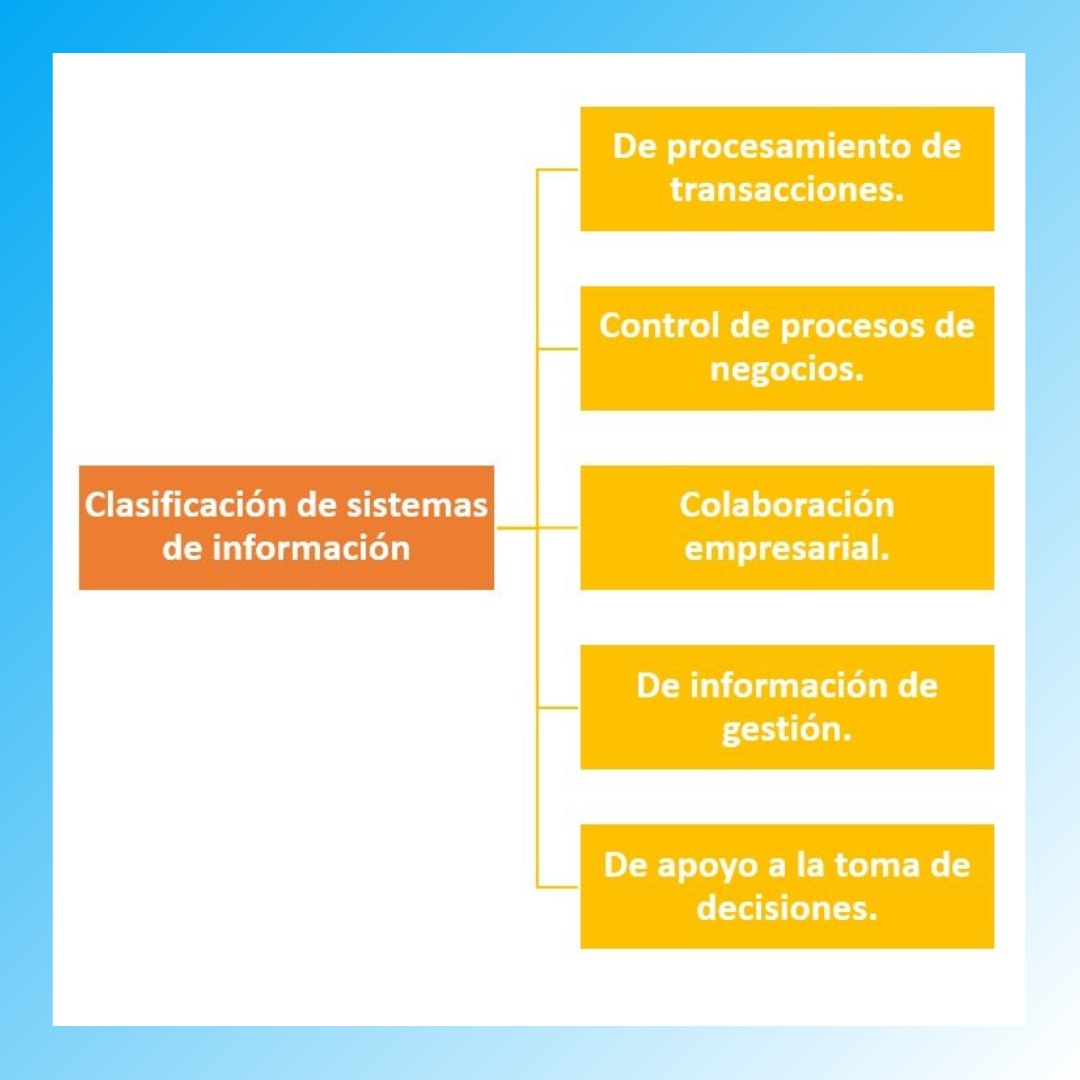 De procesamiento de
transacciones.
Control de procesos de
negocios.
Clasificación de sistemas
de información
Colaboración
empresarial.
De información de
gestión.
De apoyo a la toma de
decisiones.